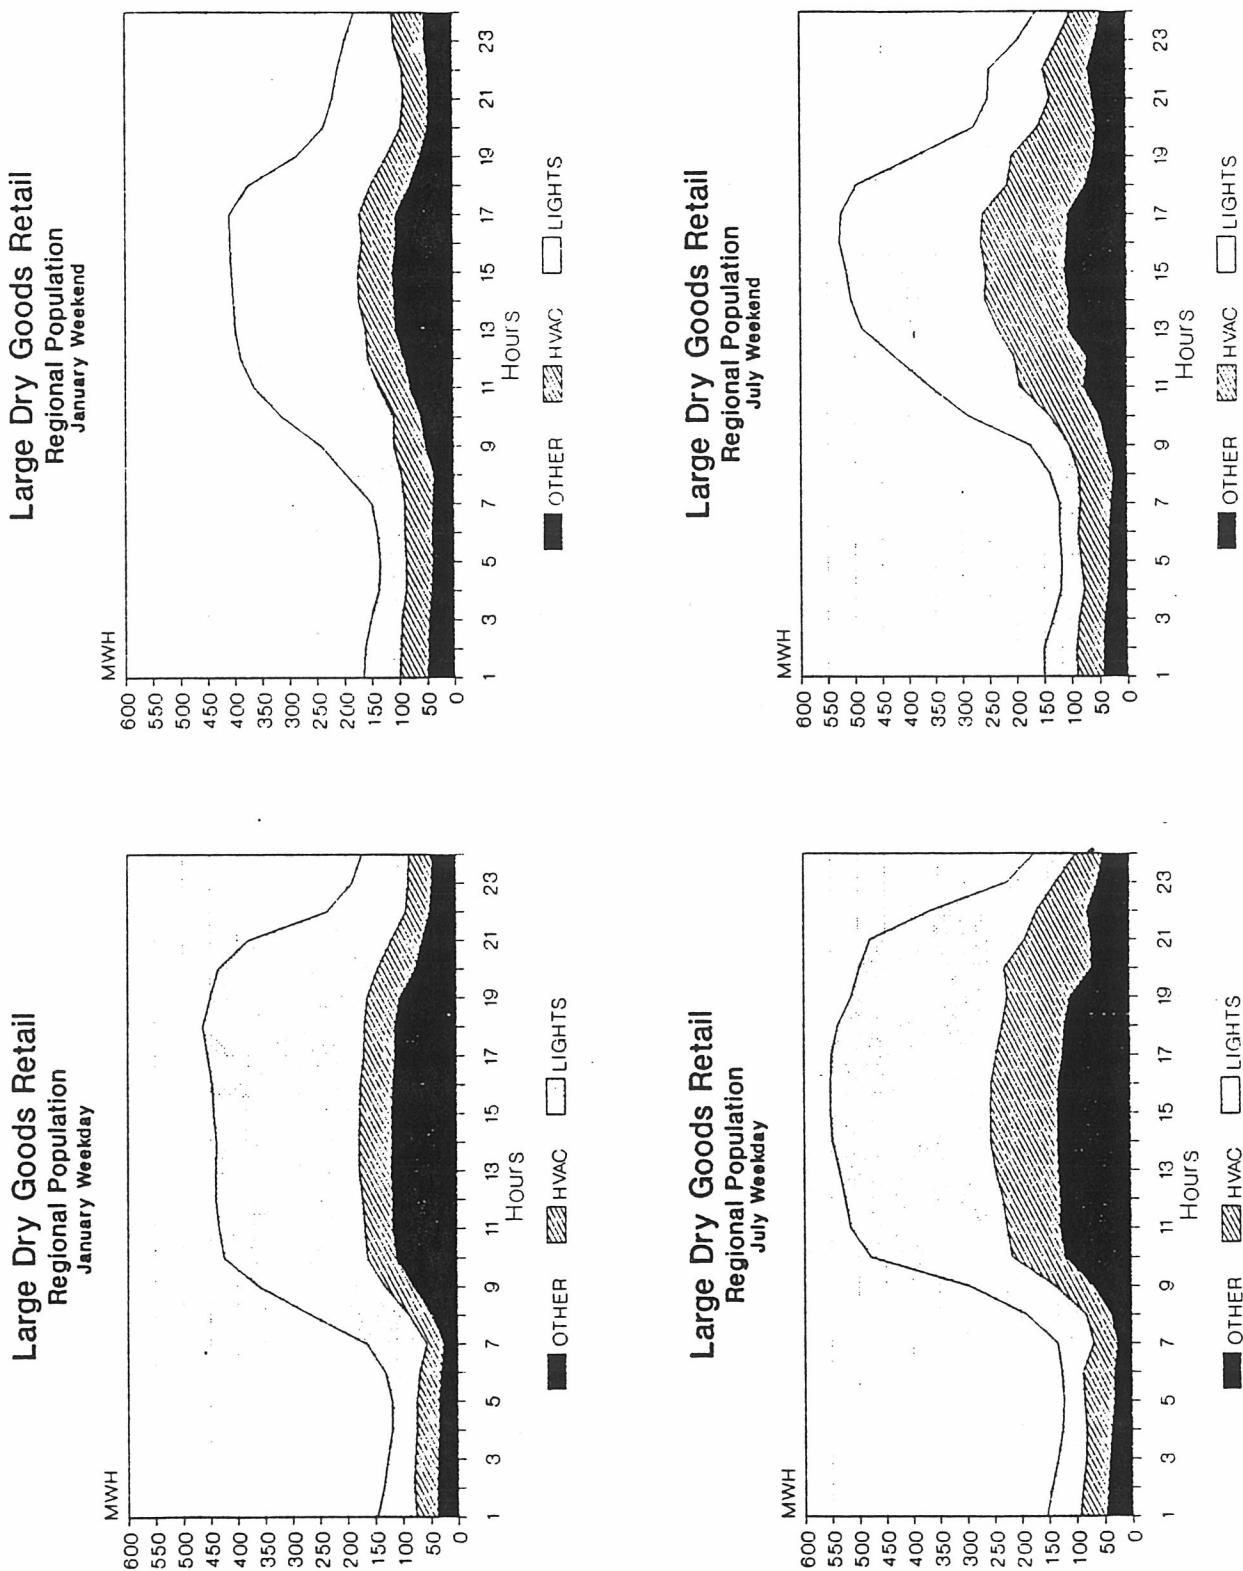 Large Dry Goods Retail
Regional Population
January Weekday
MWH
600
550
500
450
400
350
300
250
200
150
100
50
0
1 3 5 7 9 11 13 15 17 19 21 23
Hours
OTHER HVAC LIGHTS
Large Dry Goods Retail
Regional Population
January Weekend
MWH
600
550
500
450
400
350
300
250
200
150
100
50
0
1 3 5 7 9 11 13 15 17 19 21 23
Hours
OTHER HVAC LIGHTS
Large Dry Goods Retail
Regional Population
July Weekday
MWH
600
550
500
450
400
350
300
250
200
150
100
50
0
1 3 5 7 9 11 13 15 17 19 21 23
Hours
OTHER HVAC LIGHTS
Large Dry Goods Retail
Regional Population
July Weekend
MWH
600
550
500
450
400
350
300
250
200
150
100
50
0
1 3 5 7 9 11 13 15 17 19 21 23
Hours
OTHER HVAC LIGHTS